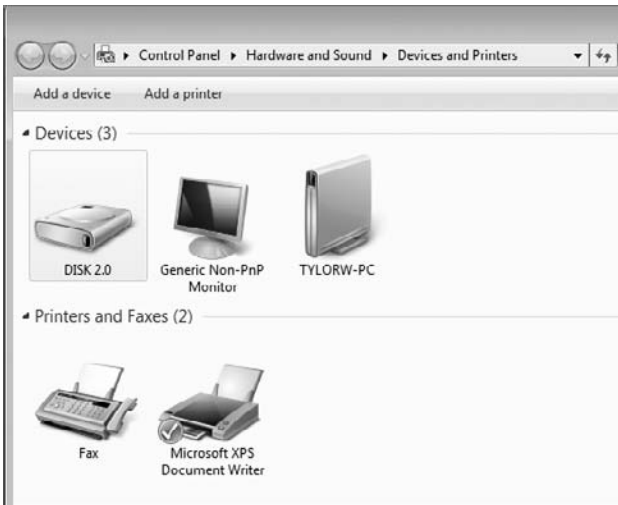 Control Panel ▸ Hardware and Sound ▸ Devices and Printers
Add a device Add a printer
Devices (3)
DISK 2.0
Generic Non-PnP
Monitor
TYLORW-PC
Printers and Faxes (2)
Fax
Microsoft XPS
Document Writer